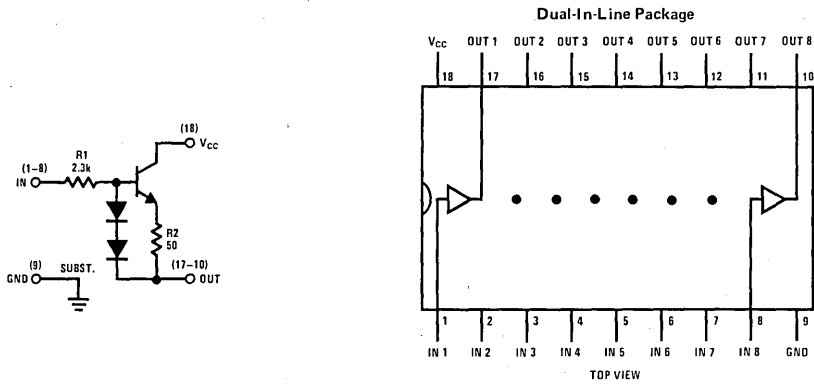 Dual-In-Line Package
VCC OUT 1 OUT 2 OUT 3 OUT 4 OUT 5 OUT 6 OUT 7 OUT 8
18 17 16 15 14 13 12 11 10
(18)
VCC
R1
2.3k
(1–8)
IN
R2
50
(9)
GND
SUBST.
(17–10)
OUT
1 2 3 4 5 6 7 8 9
IN 1 IN 2 IN 3 IN 4 IN 5 IN 6 IN 7 IN 8 GND
TOP VIEW